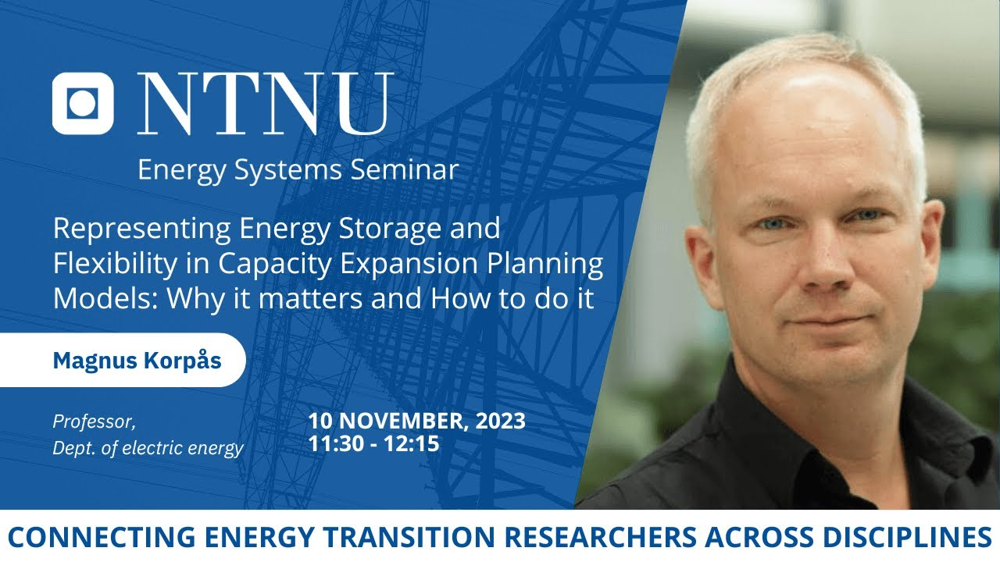 NTNU
Energy Systems Seminar
Representing Energy Storage and
Flexibility in Capacity Expansion Planning
Models: Why it matters and How to do it
Magnus Korpås
Professor,
Dept. of electric energy
10 NOVEMBER, 2023
11:30 - 12:15
CONNECTING ENERGY TRANSITION RESEARCHERS ACROSS DISCIPLINES